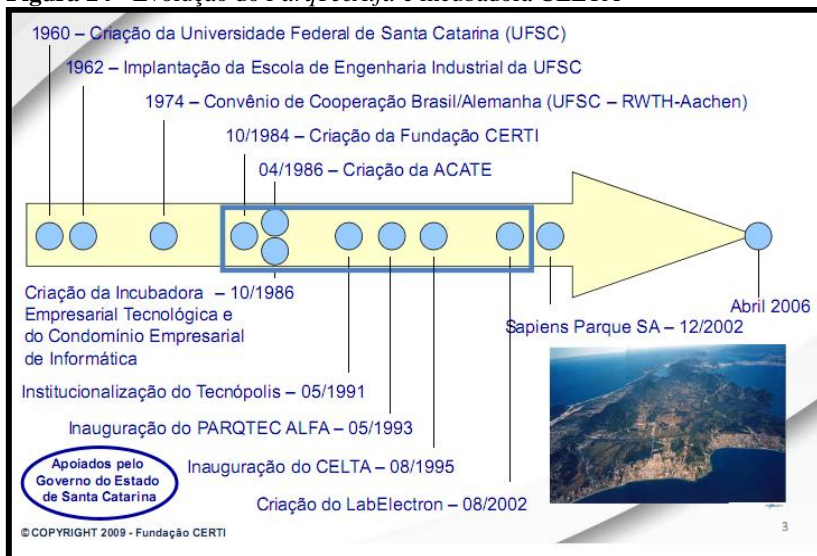 1960 – Criação da Universidade Federal de Santa Catarina (UFSC)
1962 – Implantação da Escola de Engenharia Industrial da UFSC
1974 – Convênio de Cooperação Brasil/Alemanha (UFSC – RWTH-Aachen)
10/1984 – Criação da Fundação CERTI
04/1986 – Criação da ACATE
Criação da Incubadora – 10/1986
Empresarial Tecnológica e
do Condomínio Empresarial
de Informática
Abril 2006
Sapiens Parque SA – 12/2002
Institucionalização do Tecnópolis – 05/1991
Inauguração do PARQTEC ALFA – 05/1993
Inauguração do CELTA – 08/1995
Criação do LabElectron – 08/2002
Apoiados pelo
Governo do Estado
de Santa Catarina
© COPYRIGHT 2009 - Fundação CERTI
3